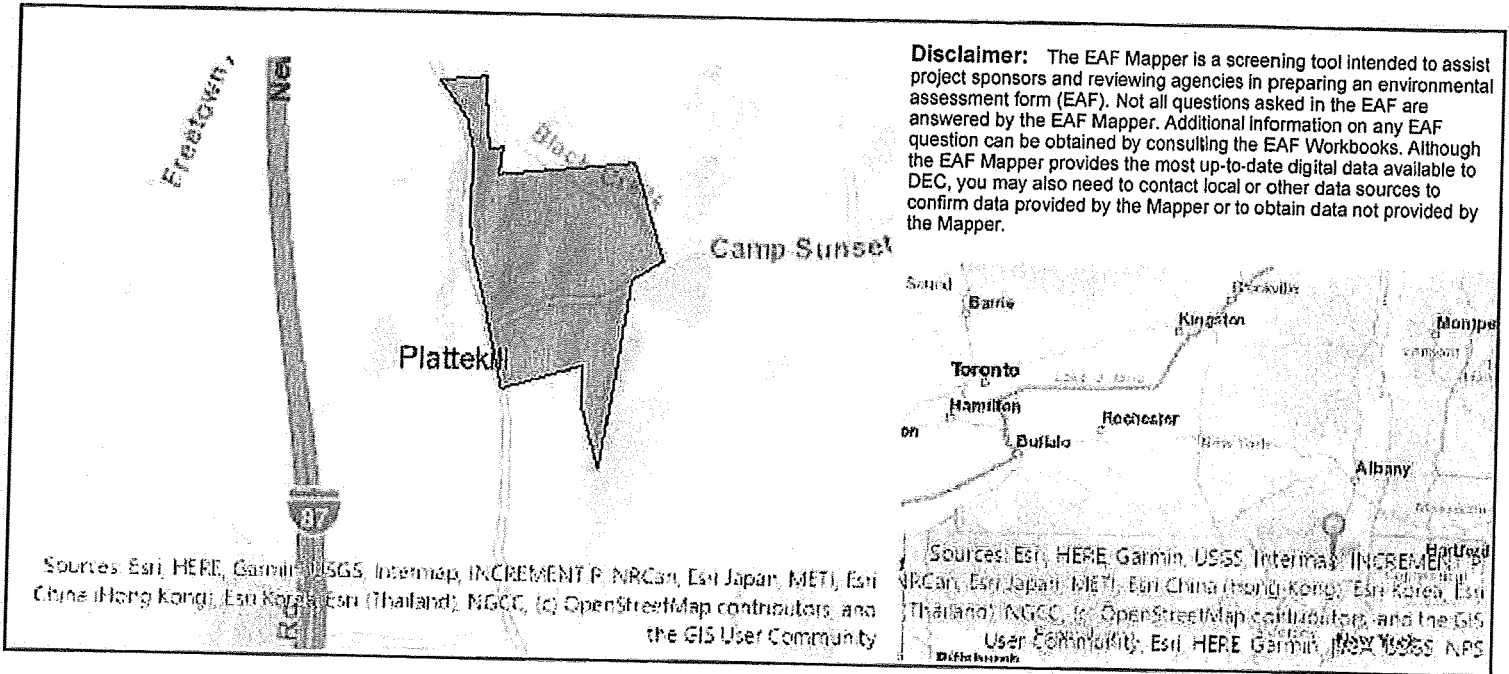 Disclaimer: The EAF Mapper is a screening tool intended to assist
project sponsors and reviewing agencies in preparing an environmental
assessment form (EAF). Not all questions asked in the EAF are
answered by the EAF Mapper. Additional information on any EAF
question can be obtained by consulting the EAF Workbooks. Although
the EAF Mapper provides the most up-to-date digital data available to
DEC, you may also need to contact local or other data sources to
confirm data provided by the Mapper or to obtain data not provided by
the Mapper.
Freetown
Black
Creek
Camp Sunset
Plattekill
87
Sources: Esri, HERE, Garmin, USGS, Intermap, INCREMENT P, NRCan, Esri Japan, METI, Esri
China (Hong Kong), Esri Korea, Esri (Thailand), NGCC, (c) OpenStreetMap contributors, and
the GIS User Community
Barrie
Kingston
Montpe
Toronto
Hamilton
on
Rochester
Buffalo
New York
Albany
Hartford
Sources: Esri, HERE, Garmin, USGS, Intermap, INCREMENT P,
NRCan, Esri Japan, METI, Esri China (Hong Kong), Esri Korea, Esri
(Thailand), NGCC, (c) OpenStreetMap contributors, and the GIS
User Community, Esri, HERE, Garmin, USGS, NPS
New York